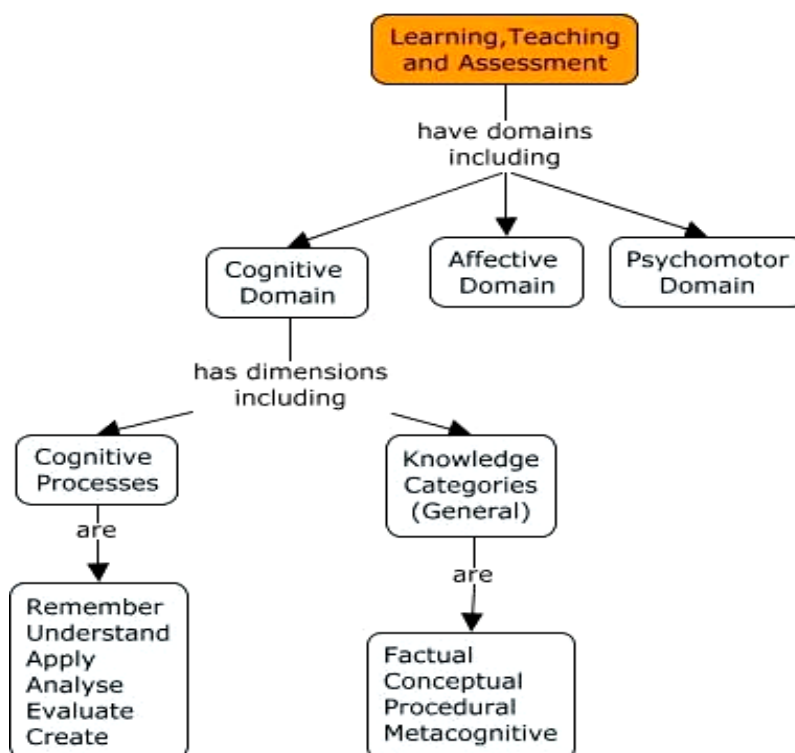 Learning,Teaching
and Assessment
have domains
including
Cognitive
Domain
Affective
Domain
Psychomotor
Domain
has dimensions
including
Cognitive
Processes
Knowledge
Categories
(General)
are
are
Remember
Understand
Apply
Analyse
Evaluate
Create
Factual
Conceptual
Procedural
Metacognitive